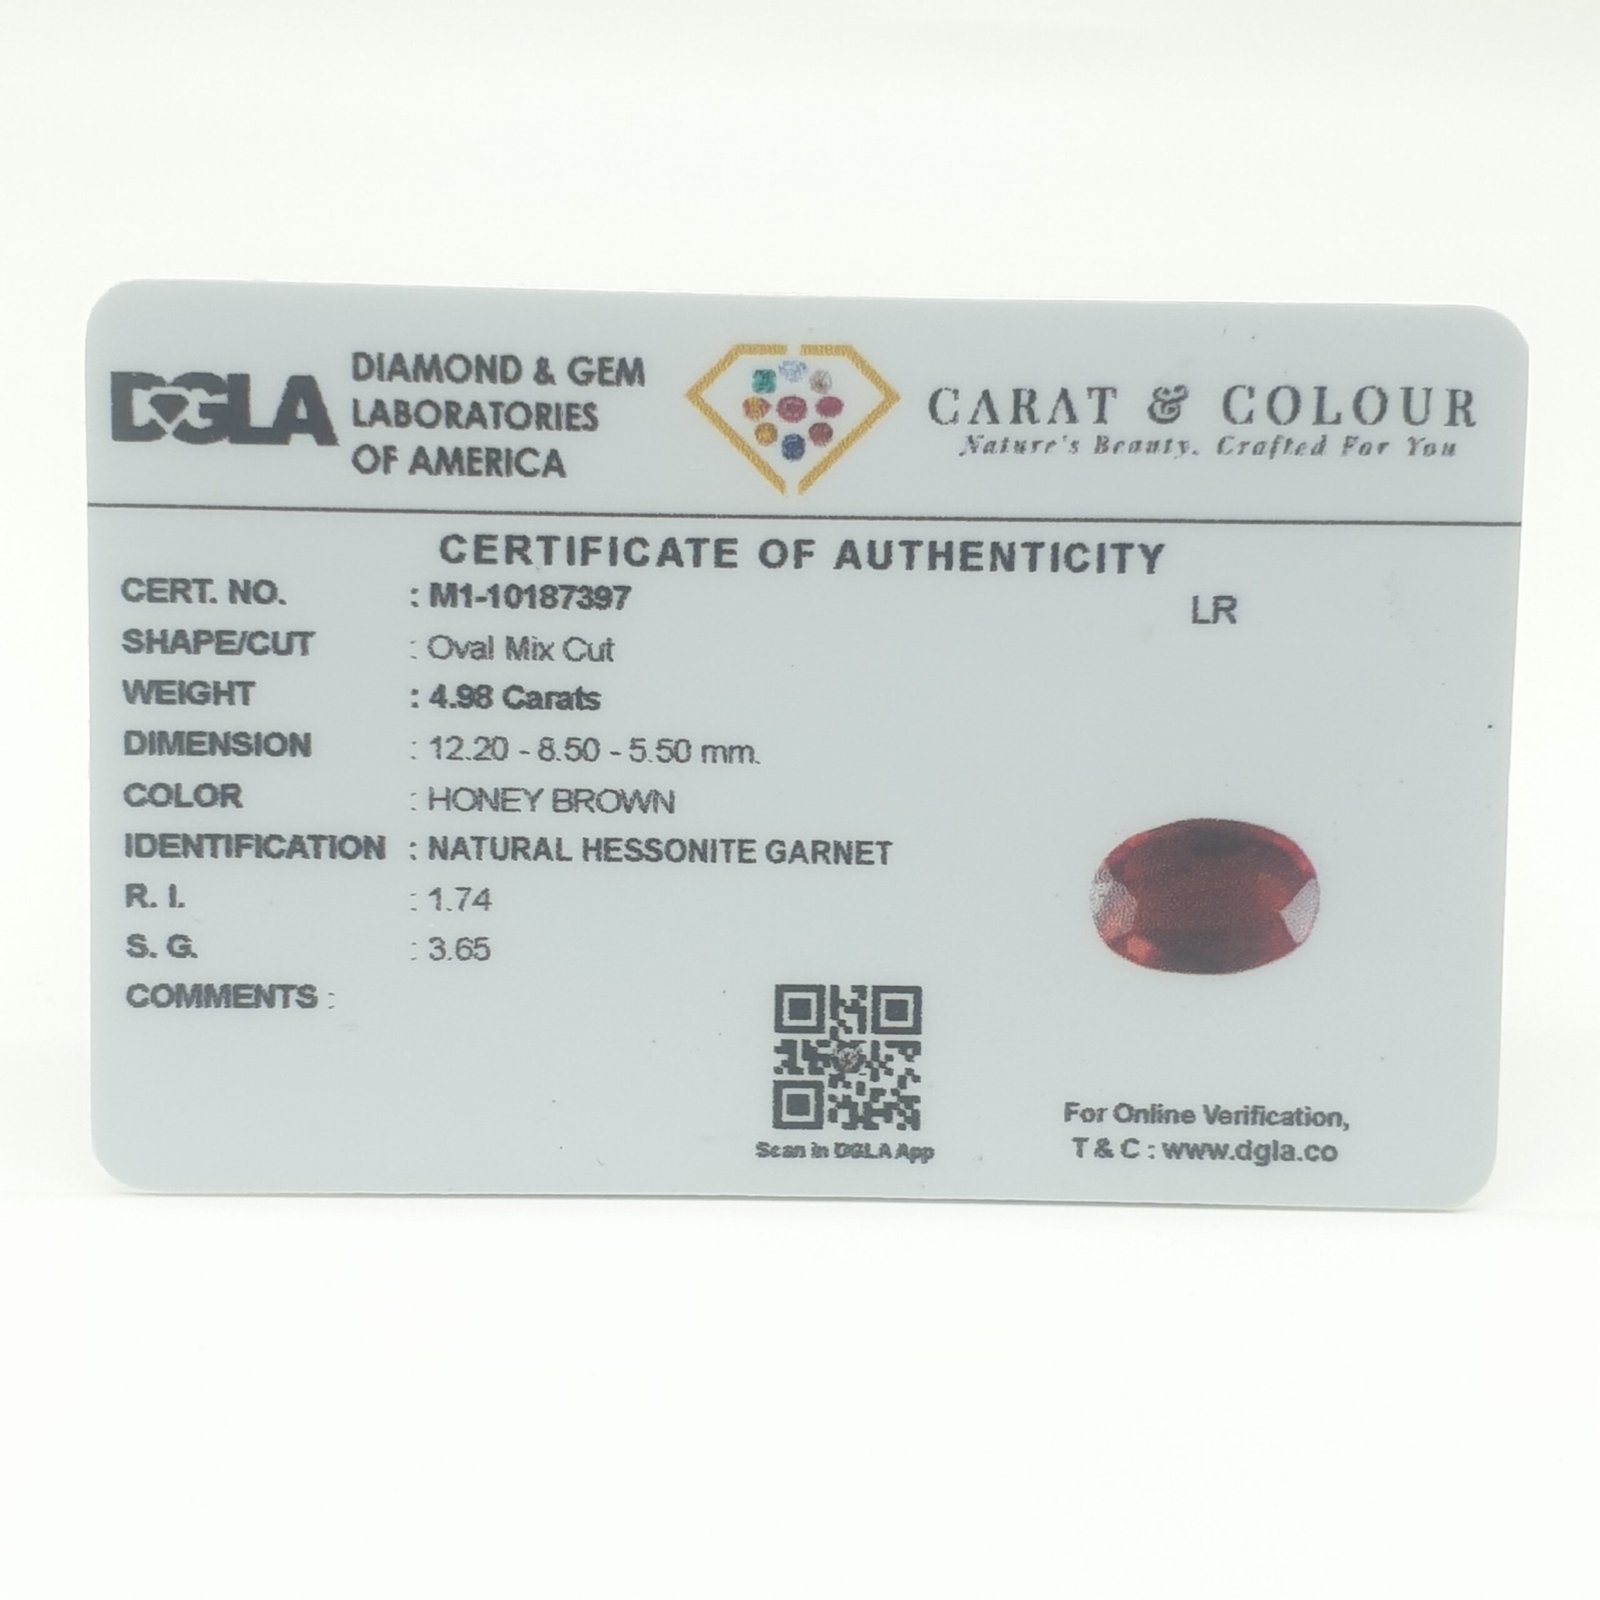 DGLA
DIAMOND & GEM
LABORATORIES
OF AMERICA
CARAT & COLOUR
Nature's Beauty. Crafted For You
CERTIFICATE OF AUTHENTICITY
CERT. NO. : M1-10187397
LR
SHAPE/CUT : Oval Mix Cut
WEIGHT : 4.98 Carats
DIMENSION : 12.20 - 8.50 - 5.50 mm.
COLOR : HONEY BROWN
IDENTIFICATION : NATURAL HESSONITE GARNET
R. I. : 1.74
S. G. : 3.65
COMMENTS :
Scan in DGLA App
For Online Verification,
T & C : www.dgla.co